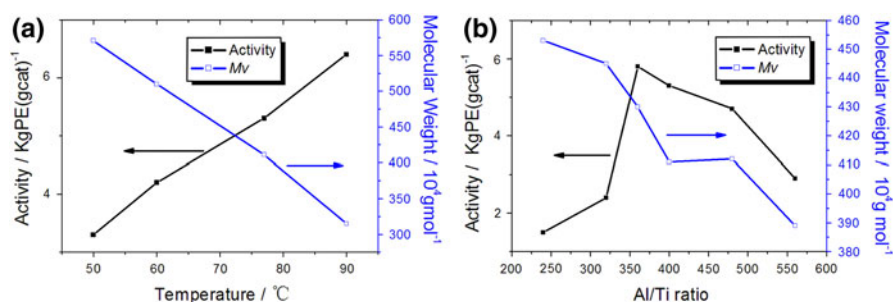 (a)
Activity
Mv
Activity / KgPE(gcat)⁻¹
6
4
50 60 70 80 90
Temperature / ℃
600
550
500
450
400
350
300
Molecular Weight / 10⁴gmol⁻¹
(b)
Activity
Mv
Activity / KgPE(gcat)⁻¹
6
4
2
200 250 300 350 400 450 500 550 600
Al/Ti ratio
460
450
440
430
420
410
400
390
380
Molecular weight / 10⁴g mol⁻¹